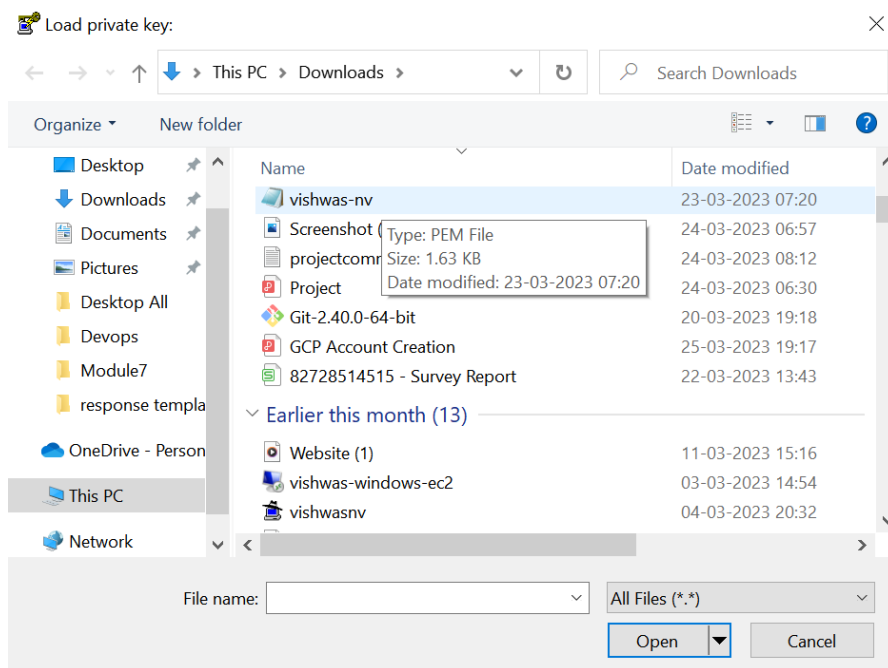 Load private key:
This PC > Downloads >
Search Downloads
Organize
New folder
?
Desktop
Downloads
Documents
Pictures
Desktop All
Devops
Module7
response templa
OneDrive - Person
This PC
Network
Name Date modified
vishwas-nv 23-03-2023 07:20
Screenshot ( 24-03-2023 06:57
projectcomm 24-03-2023 08:12
Project 24-03-2023 06:30
Type: PEM File
Size: 1.63 KB
Date modified: 23-03-2023 07:20
Git-2.40.0-64-bit 20-03-2023 19:18
GCP Account Creation 25-03-2023 19:17
82728514515 - Survey Report 22-03-2023 13:43
Earlier this month (13)
Website (1) 11-03-2023 15:16
vishwas-windows-ec2 03-03-2023 14:54
vishwasnv 04-03-2023 20:32
File name:
All Files (*.*)
Open
Cancel